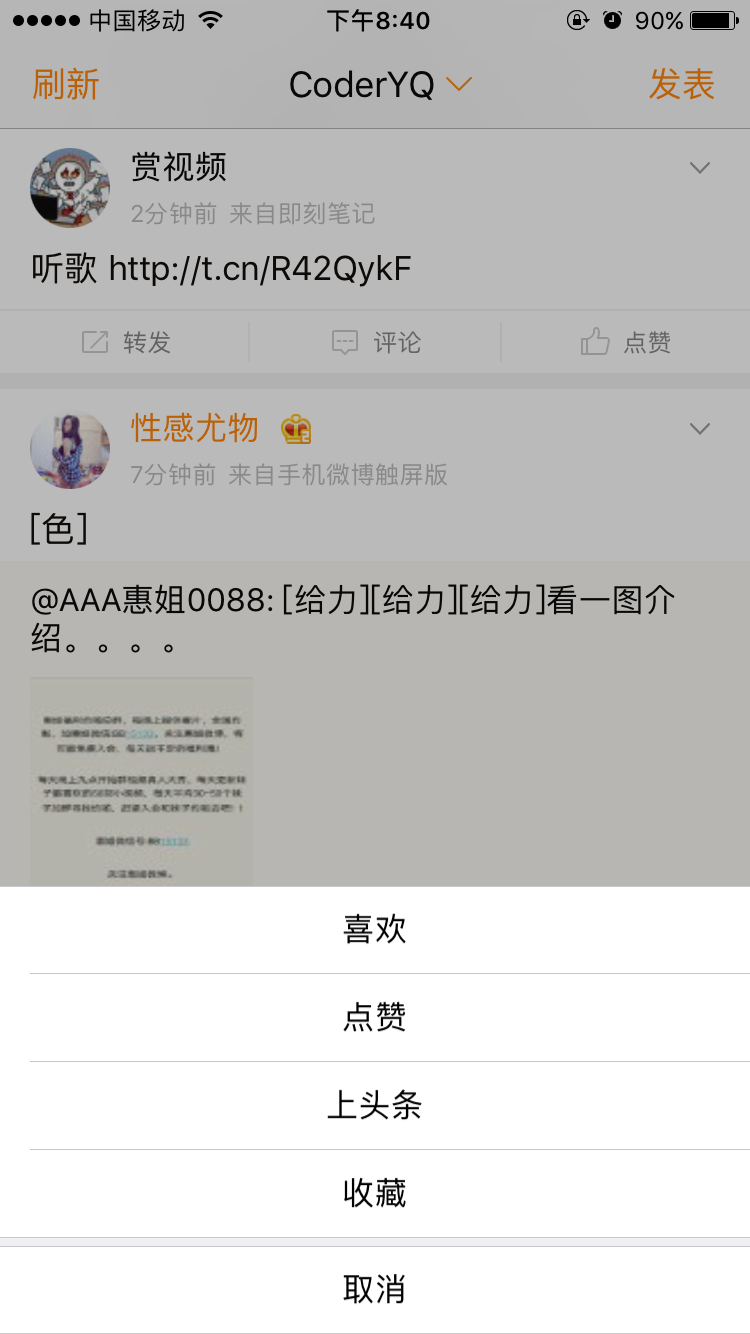 中国移动 下午8:40 90%
刷新 CoderYQ 发表
赏视频
2分钟前 来自即刻笔记
听歌 http://t.cn/R42QykF
转发 评论 点赞
性感尤物
7分钟前 来自手机微博触屏版
[色]
@AAA惠姐0088: [给力][给力][给力]看一图介
绍。。。。
喜欢
点赞
上头条
收藏
取消